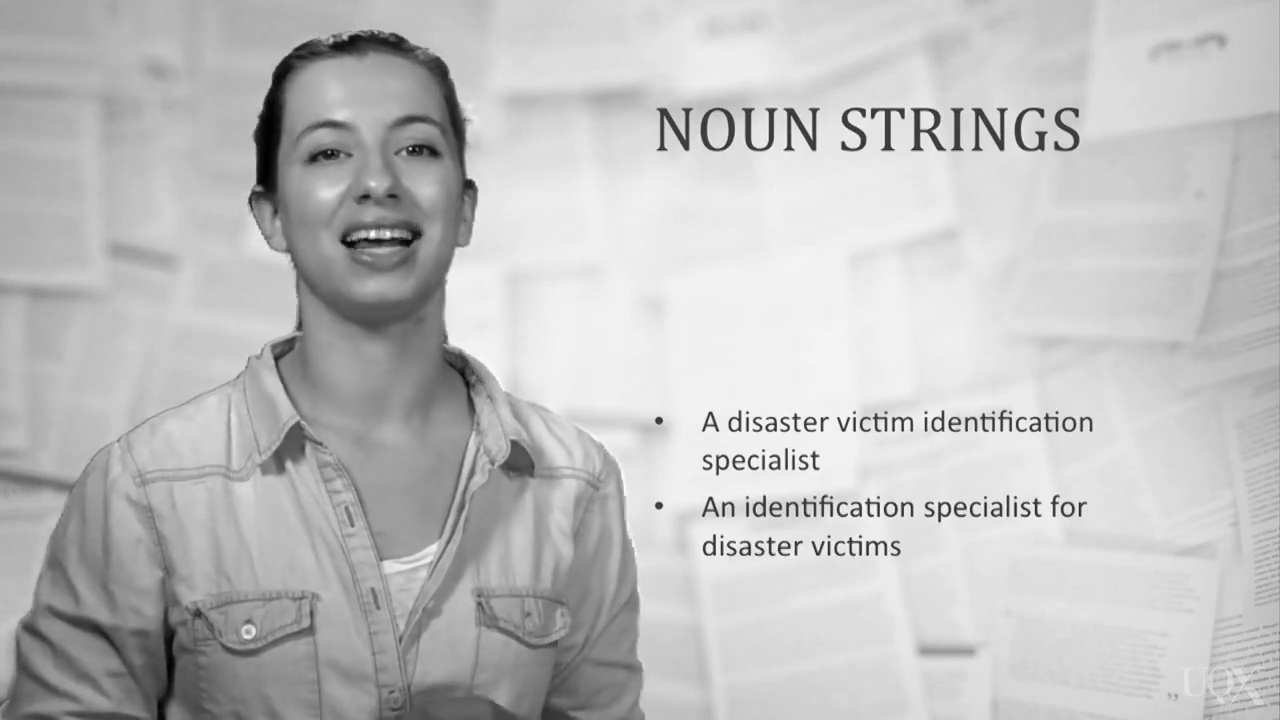 NOUN STRINGS
• A disaster victim identification
specialist
• An identification specialist for
disaster victims
UQX